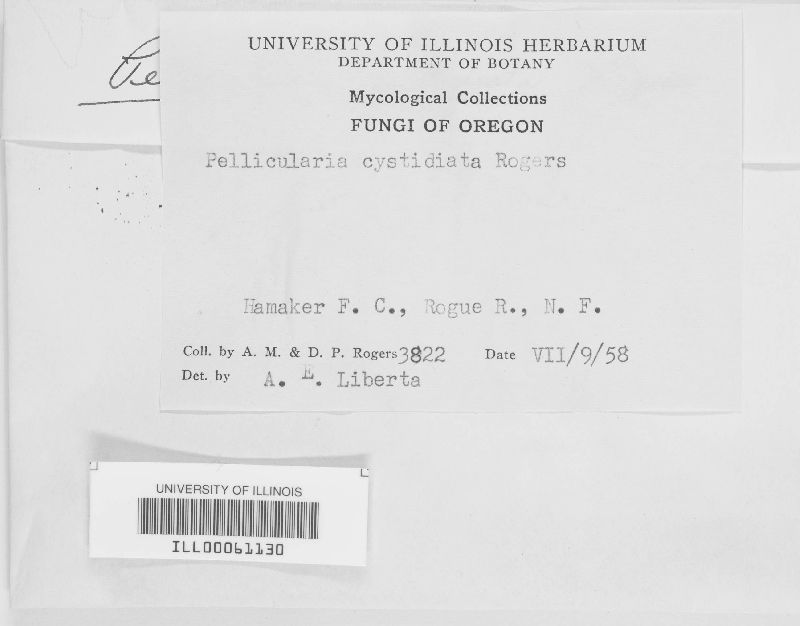 UNIVERSITY OF ILLINOIS HERBARIUM
DEPARTMENT OF BOTANY
Mycological Collections
FUNGI OF OREGON
Pellicularia cystidiata Rogers
Hamaker F. C., Rogue R., N. F.
Coll. by A. M. & D. P. Rogers 3822 Date VII/9/58
Det. by A. E. Liberta
UNIVERSITY OF ILLINOIS
ILL00061130